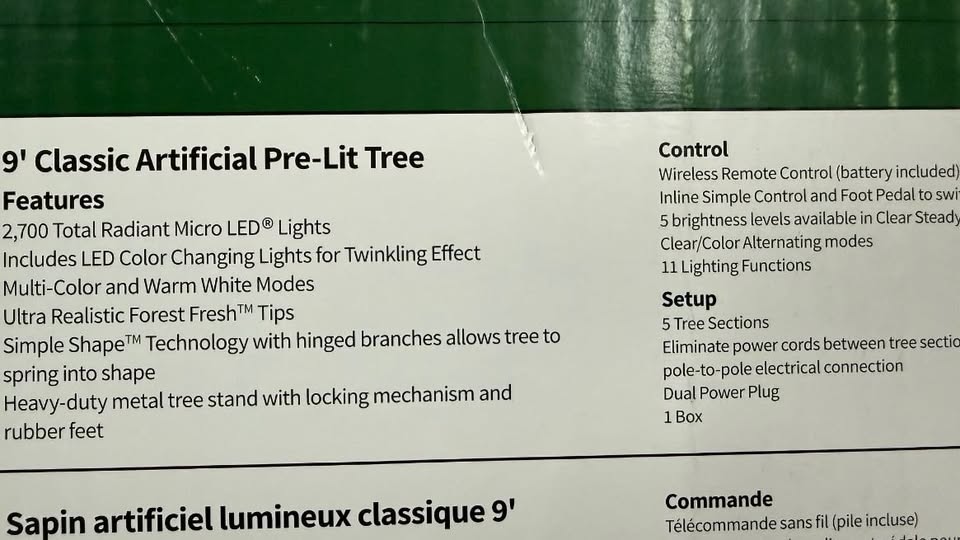 9' Classic Artificial Pre-Lit Tree
Features
2,700 Total Radiant Micro LED® Lights
Includes LED Color Changing Lights for Twinkling Effect
Multi-Color and Warm White Modes
Ultra Realistic Forest Fresh™ Tips
Simple Shape™ Technology with hinged branches allows tree to
spring into shape
Heavy-duty metal tree stand with locking mechanism and
rubber feet
Control
Wireless Remote Control (battery included)
Inline Simple Control and Foot Pedal to
5 brightness levels available in Clear Steady
Clear/Color Alternating modes
11 Lighting Functions
Setup
5 Tree Sections
Eliminate power cords between tree
pole-to-pole electrical connection
Dual Power Plug
1 Box
Sapin artificiel lumineux classique 9'
Commande
Télécommande sans fil (pile incluse)